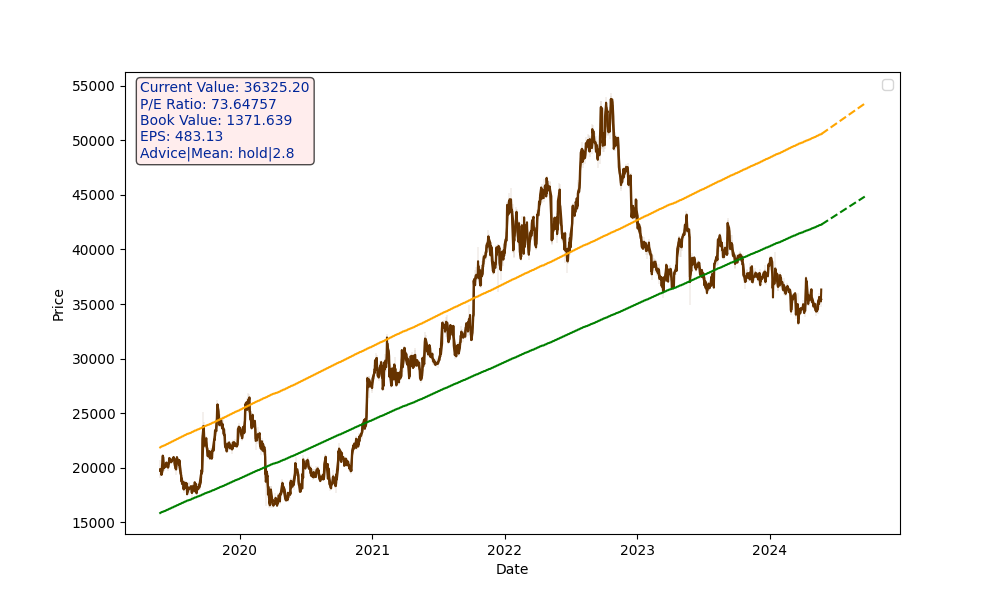 Current Value: 36325.20
P/E Ratio: 73.64757
Book Value: 1371.639
EPS: 483.13
Advice|Mean: hold|2.8
55000
50000
45000
40000
35000
30000
25000
20000
15000
Price
2020 2021 2022 2023 2024
Date